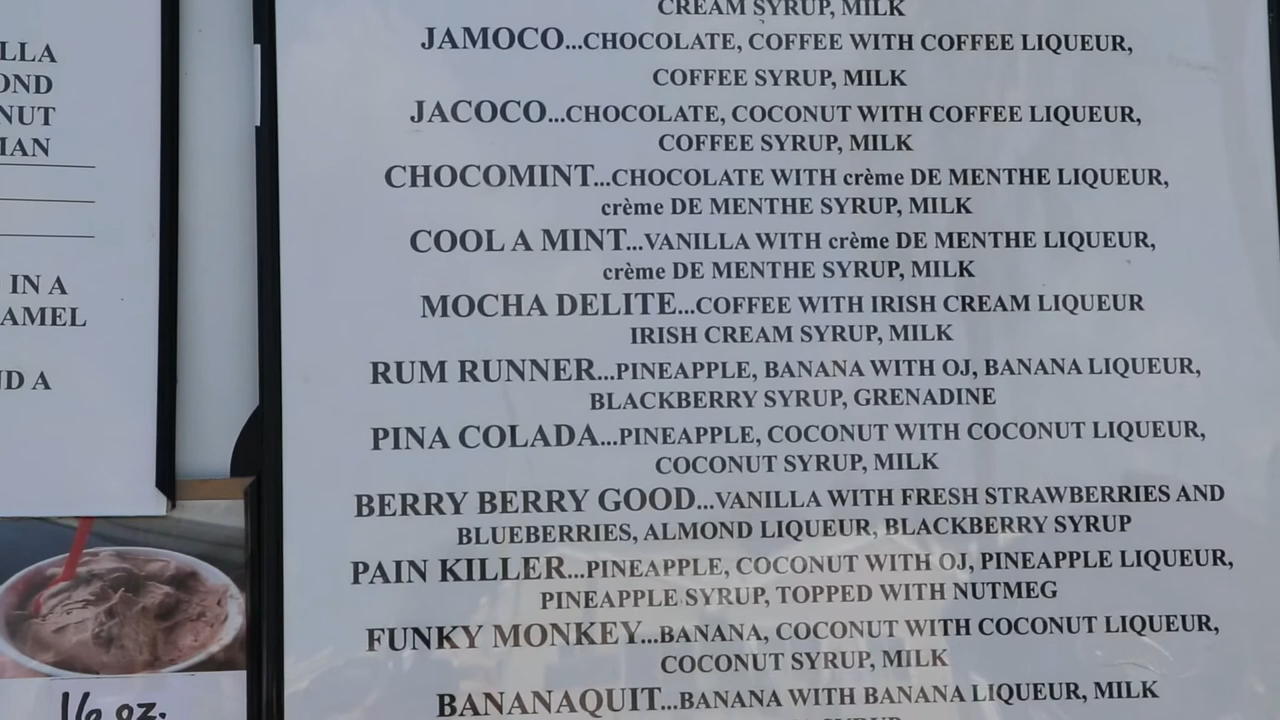 LLA
OND
NUT
IAN
IN A
AMEL
ND A
16 oz.
CREAM SYRUP, MILK
JAMOCO...CHOCOLATE, COFFEE WITH COFFEE LIQUEUR,
COFFEE SYRUP, MILK
JACOCO...CHOCOLATE, COCONUT WITH COFFEE LIQUEUR,
COFFEE SYRUP, MILK
CHOCOMINT...CHOCOLATE WITH crème DE MENTHE LIQUEUR,
crème DE MENTHE SYRUP, MILK
COOL A MINT...VANILLA WITH crème DE MENTHE LIQUEUR,
crème DE MENTHE SYRUP, MILK
MOCHA DELITE...COFFEE WITH IRISH CREAM LIQUEUR
IRISH CREAM SYRUP, MILK
RUM RUNNER...PINEAPPLE, BANANA WITH OJ, BANANA LIQUEUR,
BLACKBERRY SYRUP, GRENADINE
PINA COLADA...PINEAPPLE, COCONUT WITH COCONUT LIQUEUR,
COCONUT SYRUP, MILK
BERRY BERRY GOOD...VANILLA WITH FRESH STRAWBERRIES AND
BLUEBERRIES, ALMOND LIQUEUR, BLACKBERRY SYRUP
PAIN KILLER...PINEAPPLE, COCONUT WITH OJ, PINEAPPLE LIQUEUR,
PINEAPPLE SYRUP, TOPPED WITH NUTMEG
FUNKY MONKEY...BANANA, COCONUT WITH COCONUT LIQUEUR,
COCONUT SYRUP, MILK
BANANAQUIT...BANANA WITH BANANA LIQUEUR, MILK